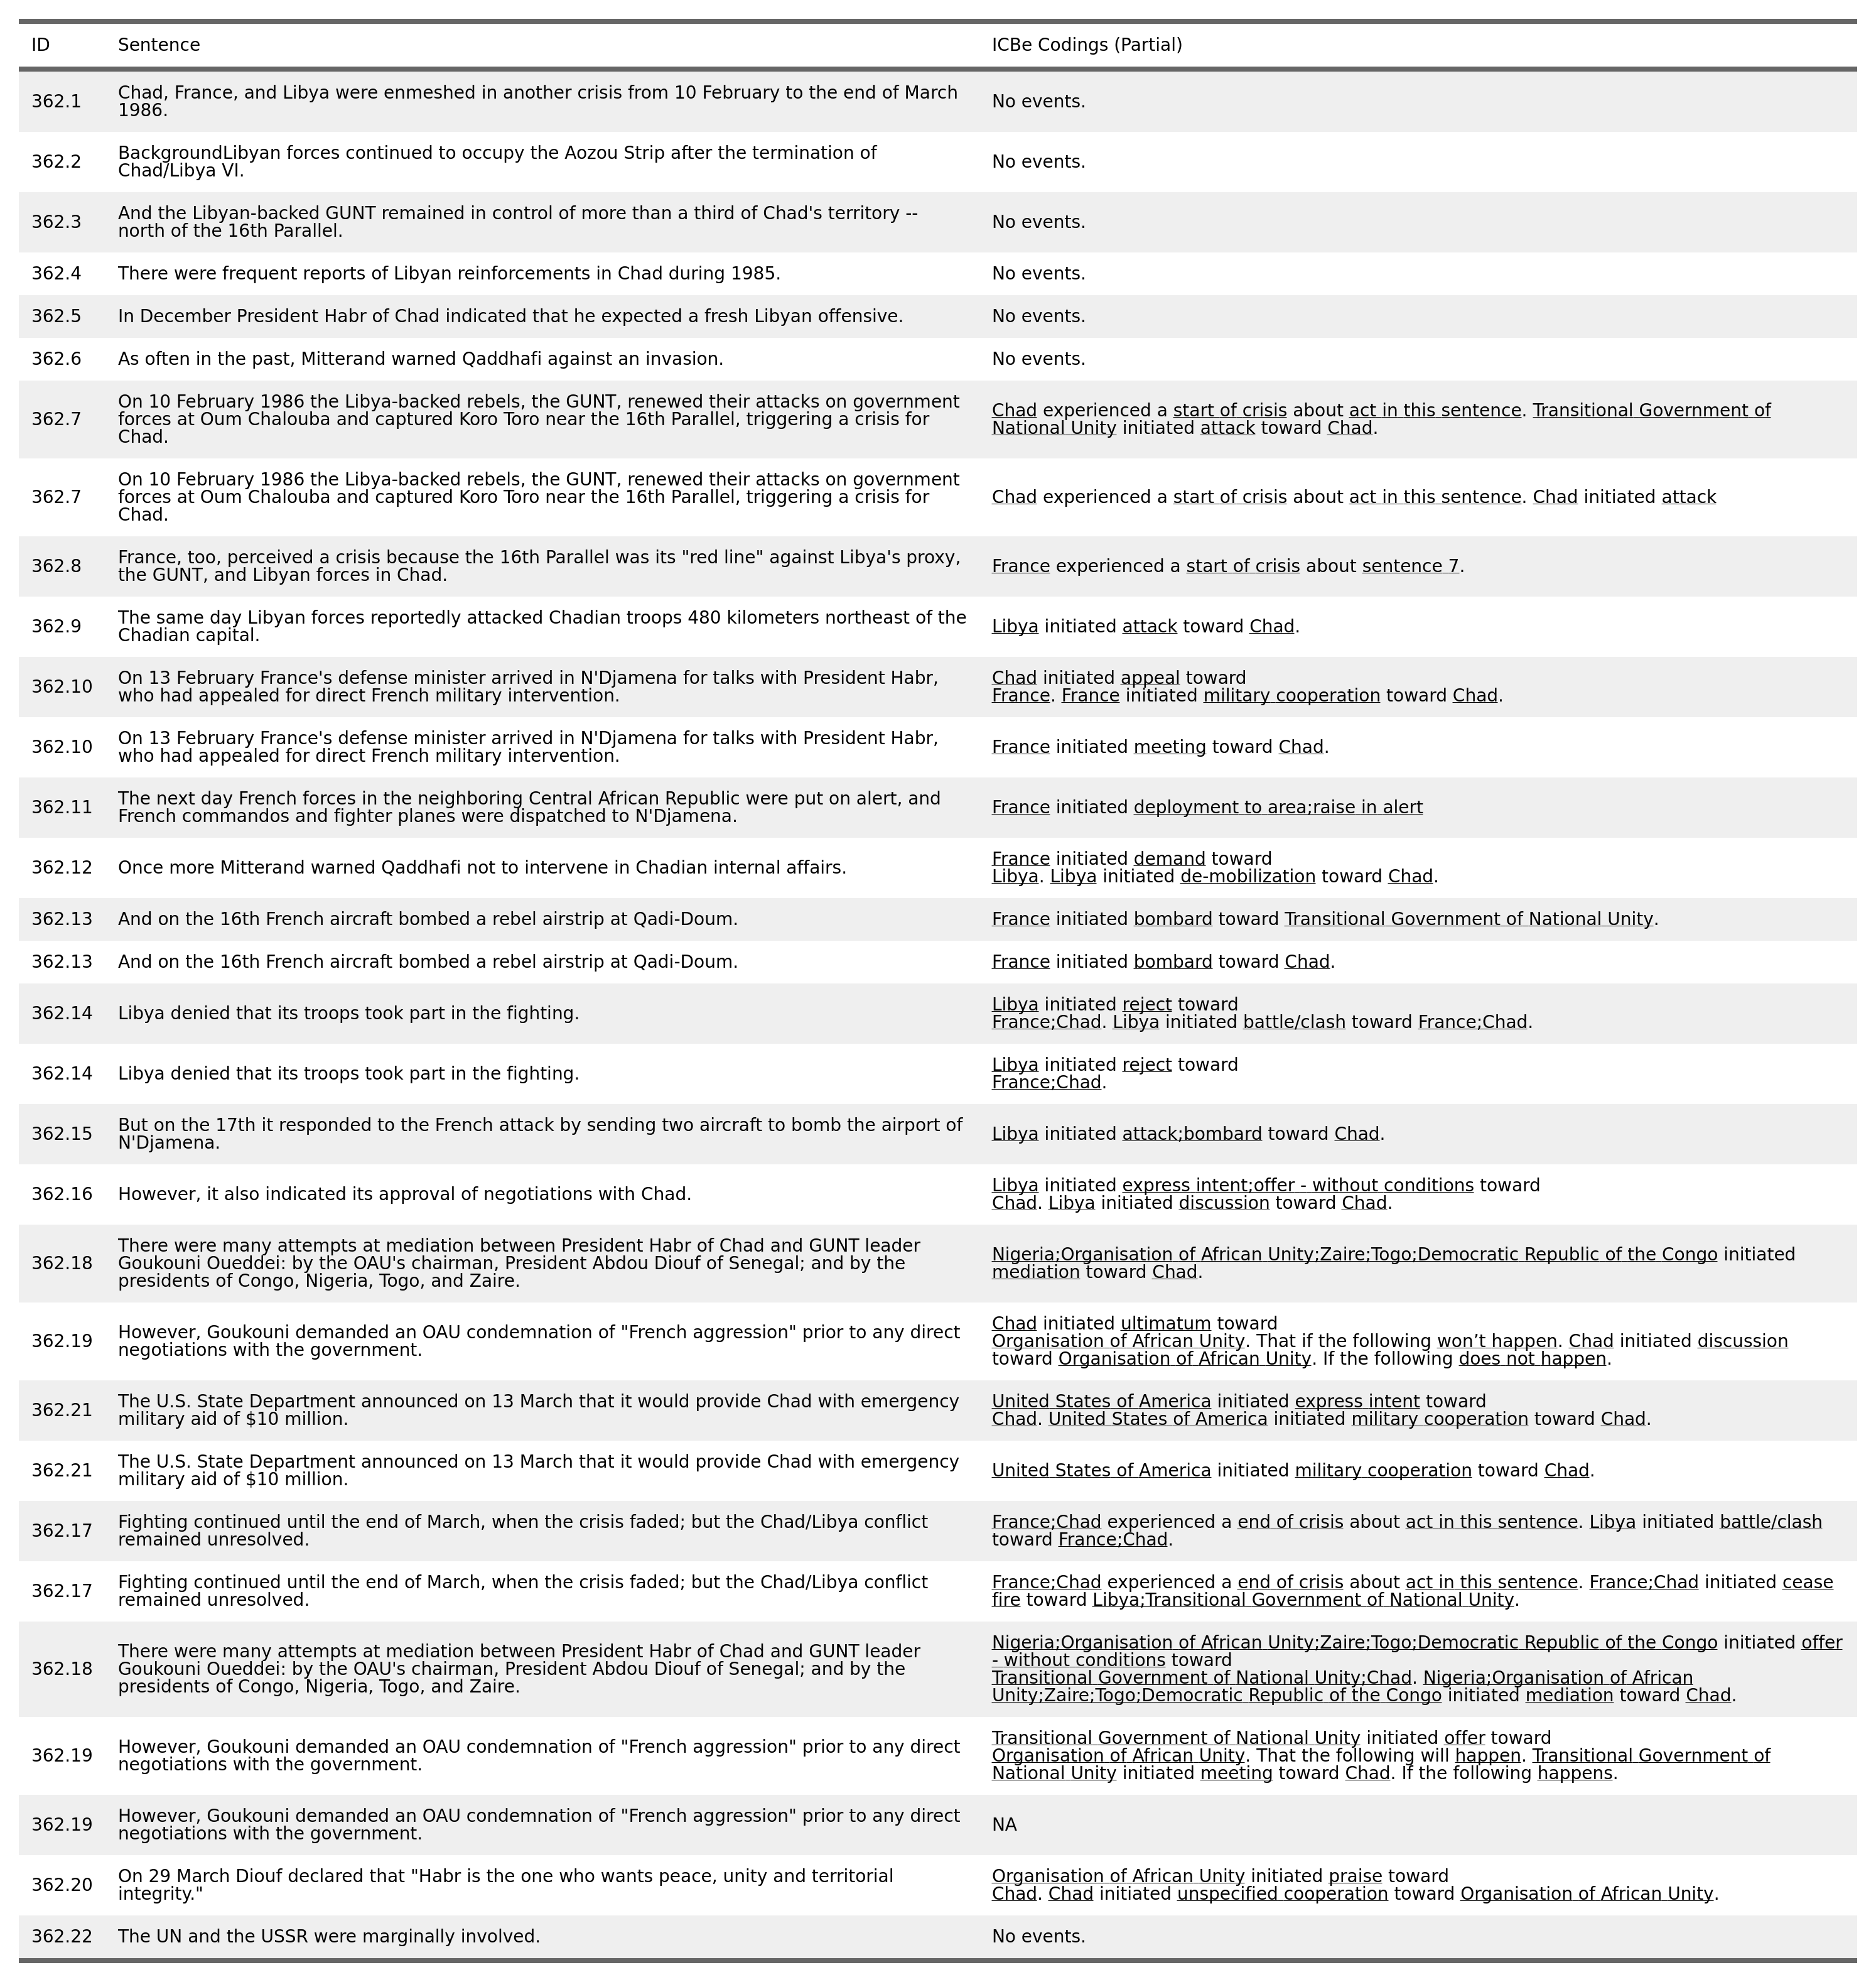 ID Sentence ICBe Codings (Partial)
362.1 Chad, France, and Libya were enmeshed in another crisis from 10 February to the end of March
1986. No events.
362.2 BackgroundLibyan forces continued to occupy the Aozou Strip after the termination of
Chad/Libya VI. No events.
362.3 And the Libyan-backed GUNT remained in control of more than a third of Chad's territory --
north of the 16th Parallel. No events.
362.4 There were frequent reports of Libyan reinforcements in Chad during 1985. No events.
362.5 In December President Habr of Chad indicated that he expected a fresh Libyan offensive. No events.
362.6 As often in the past, Mitterand warned Qaddhafi against an invasion. No events.
362.7 On 10 February 1986 the Libya-backed rebels, the GUNT, renewed their attacks on government
forces at Oum Chalouba and captured Koro Toro near the 16th Parallel, triggering a crisis for
Chad.
Chad experienced a start of crisis about act in this sentence. Transitional Government of
National Unity initiated attack toward Chad.
362.7 On 10 February 1986 the Libya-backed rebels, the GUNT, renewed their attacks on government
forces at Oum Chalouba and captured Koro Toro near the 16th Parallel, triggering a crisis for
Chad.
Chad experienced a start of crisis about act in this sentence. Chad initiated attack
362.8 France, too, perceived a crisis because the 16th Parallel was its "red line" against Libya's proxy,
the GUNT, and Libyan forces in Chad.
France experienced a start of crisis about sentence 7.
362.9 The same day Libyan forces reportedly attacked Chadian troops 480 kilometers northeast of the
Chadian capital.
Libya initiated attack toward Chad.
362.10 On 13 February France's defense minister arrived in N'Djamena for talks with President Habr,
who had appealed for direct French military intervention.
Chad initiated appeal toward
France. France initiated military cooperation toward Chad.
362.10 On 13 February France's defense minister arrived in N'Djamena for talks with President Habr,
who had appealed for direct French military intervention.
France initiated meeting toward Chad.
362.11 The next day French forces in the neighboring Central African Republic were put on alert, and
French commandos and fighter planes were dispatched to N'Djamena.
France initiated deployment to area;raise in alert
362.12 Once more Mitterand warned Qaddhafi not to intervene in Chadian internal affairs.
France initiated demand toward
Libya. Libya initiated de-mobilization toward Chad.
362.13 And on the 16th French aircraft bombed a rebel airstrip at Qadi-Doum. France initiated bombard toward Transitional Government of National Unity.
362.13 And on the 16th French aircraft bombed a rebel airstrip at Qadi-Doum. France initiated bombard toward Chad.
362.14 Libya denied that its troops took part in the fighting.
Libya initiated reject toward
France;Chad. Libya initiated battle/clash toward France;Chad.
362.14 Libya denied that its troops took part in the fighting.
Libya initiated reject toward
France;Chad.
362.15 But on the 17th it responded to the French attack by sending two aircraft to bomb the airport of
N'Djamena.
Libya initiated attack;bombard toward Chad.
362.16 However, it also indicated its approval of negotiations with Chad.
Libya initiated express intent;offer - without conditions toward
Chad. Libya initiated discussion toward Chad.
362.18 There were many attempts at mediation between President Habr of Chad and GUNT leader
Goukouni Oueddei: by the OAU's chairman, President Abdou Diouf of Senegal; and by the
presidents of Congo, Nigeria, Togo, and Zaire.
Nigeria;Organisation of African Unity;Zaire;Togo;Democratic Republic of the Congo initiated
mediation toward Chad.
362.19 However, Goukouni demanded an OAU condemnation of "French aggression" prior to any direct
negotiations with the government.
Chad initiated ultimatum toward
Organisation of African Unity. That if the following won’t happen. Chad initiated discussion
toward Organisation of African Unity. If the following does not happen.
362.21 The U.S. State Department announced on 13 March that it would provide Chad with emergency
military aid of $10 million.
United States of America initiated express intent toward
Chad. United States of America initiated military cooperation toward Chad.
362.21 The U.S. State Department announced on 13 March that it would provide Chad with emergency
military aid of $10 million.
United States of America initiated military cooperation toward Chad.
362.17 Fighting continued until the end of March, when the crisis faded; but the Chad/Libya conflict
remained unresolved.
France;Chad experienced a end of crisis about act in this sentence. Libya initiated battle/clash
toward France;Chad.
362.17 Fighting continued until the end of March, when the crisis faded; but the Chad/Libya conflict
remained unresolved.
France;Chad experienced a end of crisis about act in this sentence. France;Chad initiated cease
fire toward Libya;Transitional Government of National Unity.
362.18 There were many attempts at mediation between President Habr of Chad and GUNT leader
Goukouni Oueddei: by the OAU's chairman, President Abdou Diouf of Senegal; and by the
presidents of Congo, Nigeria, Togo, and Zaire.
Nigeria;Organisation of African Unity;Zaire;Togo;Democratic Republic of the Congo initiated offer
- without conditions toward
Transitional Government of National Unity;Chad. Nigeria;Organisation of African
Unity;Zaire;Togo;Democratic Republic of the Congo initiated mediation toward Chad.
362.19 However, Goukouni demanded an OAU condemnation of "French aggression" prior to any direct
negotiations with the government.
Transitional Government of National Unity initiated offer toward
Organisation of African Unity. That the following will happen. Transitional Government of
National Unity initiated meeting toward Chad. If the following happens.
362.19 However, Goukouni demanded an OAU condemnation of "French aggression" prior to any direct
negotiations with the government.
NA
362.20 On 29 March Diouf declared that "Habr is the one who wants peace, unity and territorial
integrity."
Organisation of African Unity initiated praise toward
Chad. Chad initiated unspecified cooperation toward Organisation of African Unity.
362.22 The UN and the USSR were marginally involved. No events.